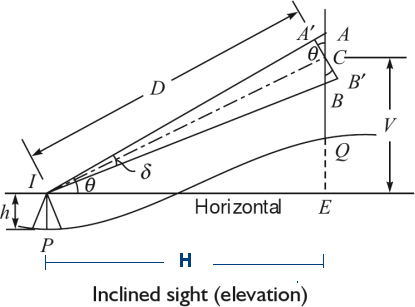 A′ A
θ C
D
B′
B
V
I θ δ
Q
h Horizontal E
P
H
Inclined sight (elevation)